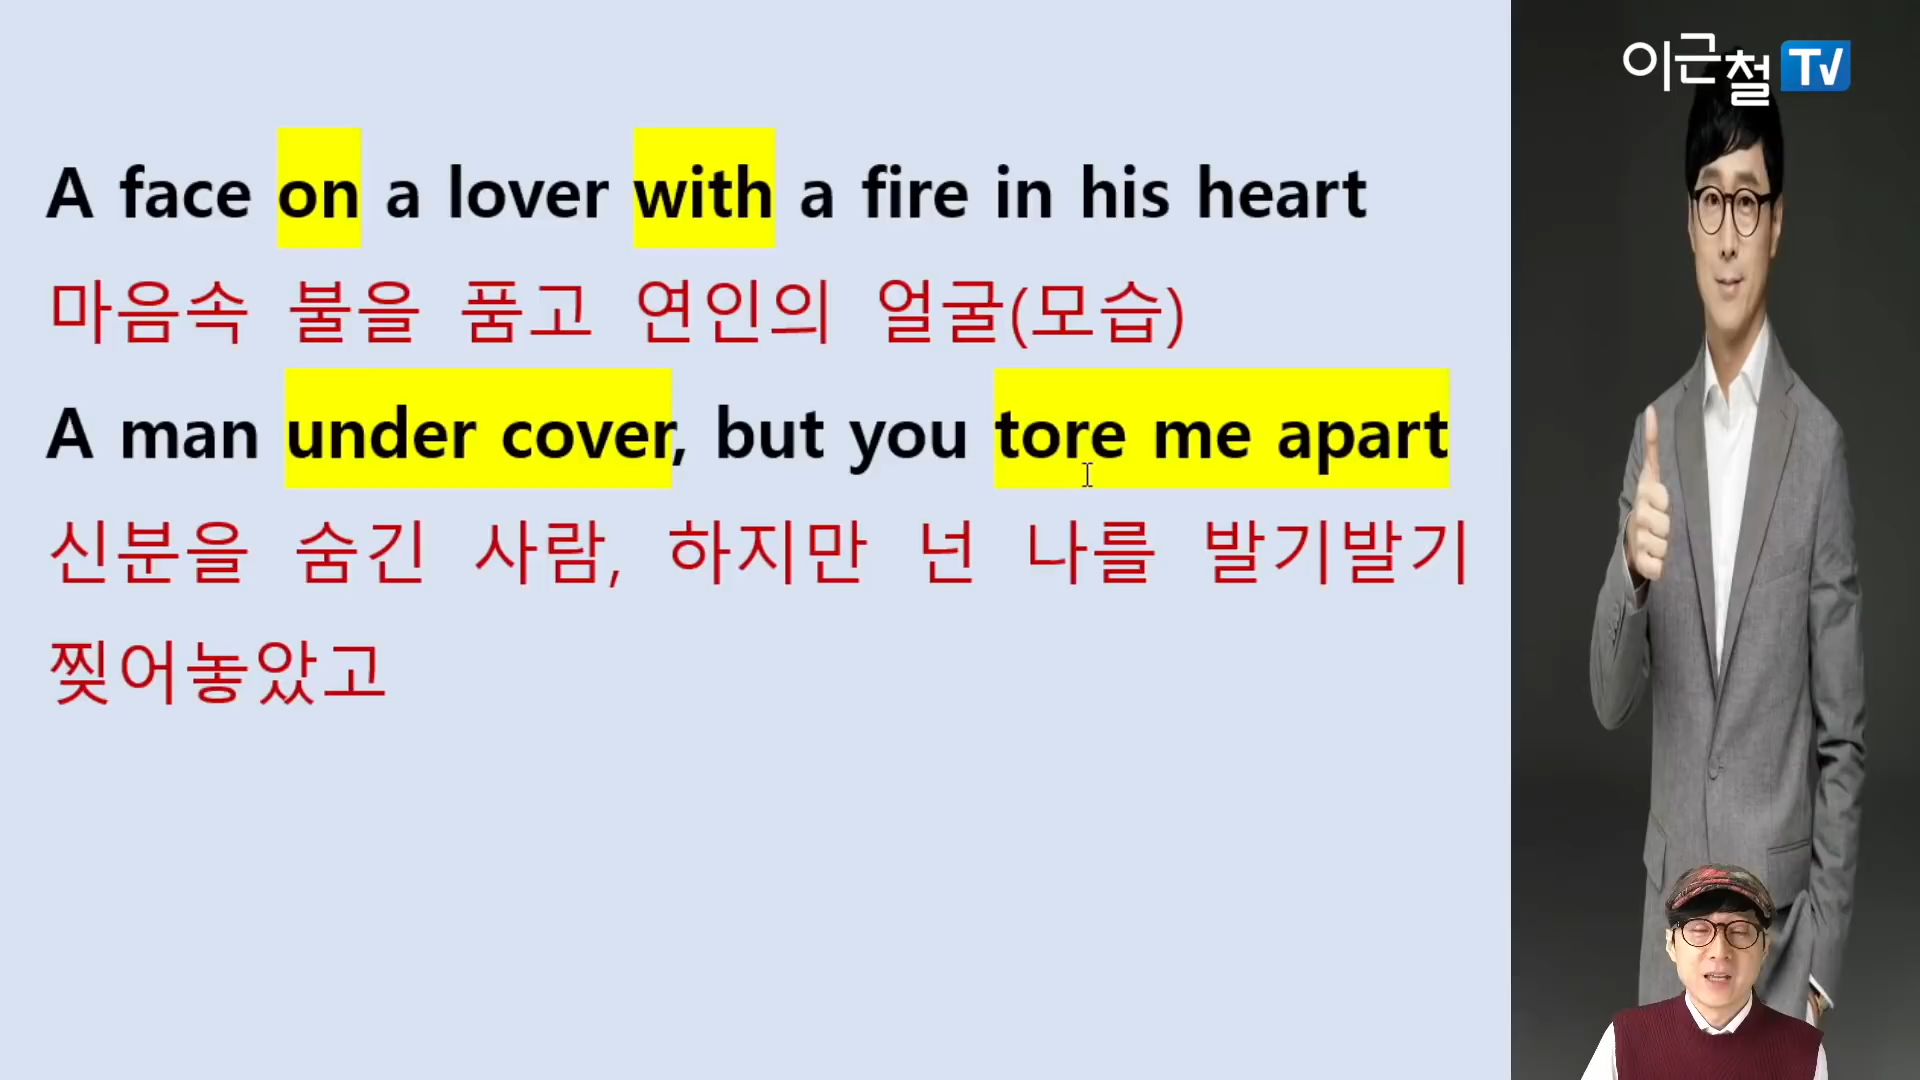 이근철 TV
A face on a lover with a fire in his heart
마음속 불을 품고 연인의 얼굴(모습)
A man under cover, but you tore me apart
신분을 숨긴 사람, 하지만 넌 나를 발기발기
찢어놓았고